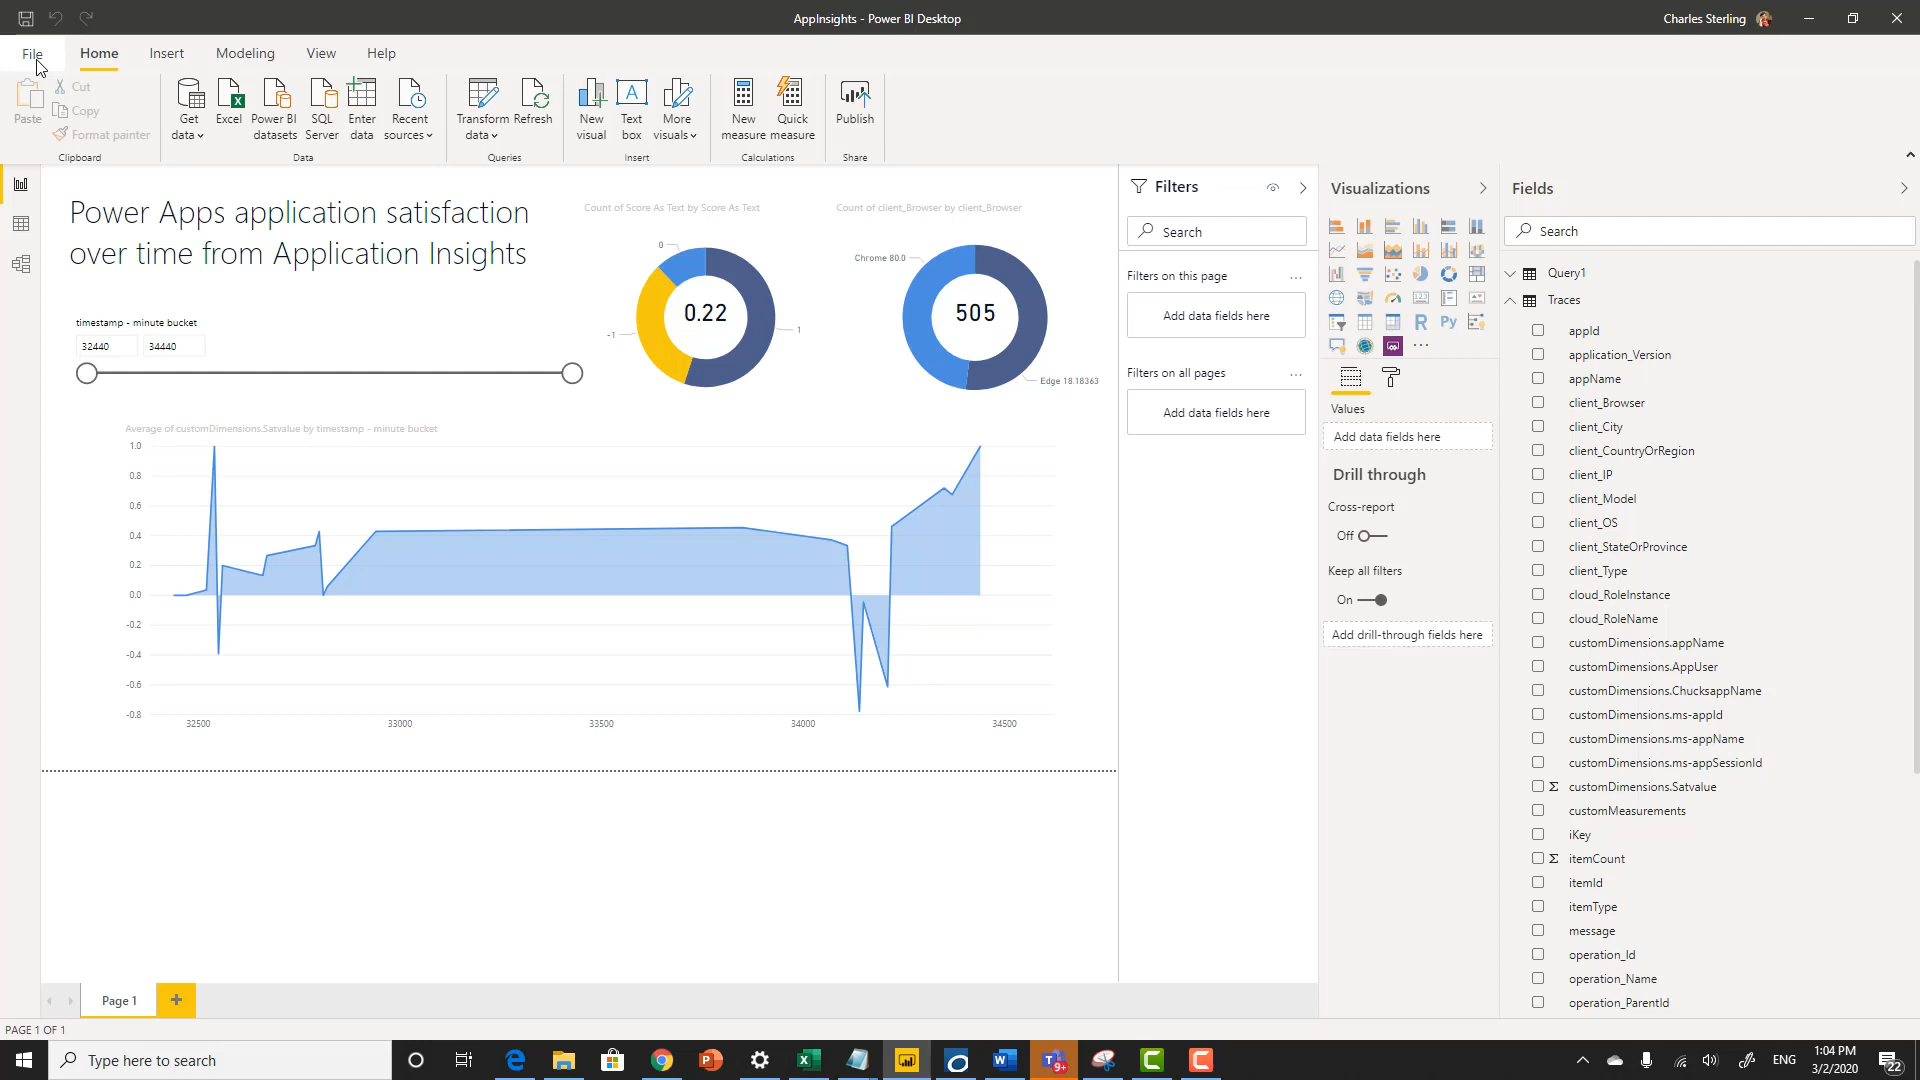 AppInsights - Power BI Desktop
Charles Sterling
File
Home
Insert
Modeling
View
Help
Paste
Cut
Copy
Format painter
Clipboard
Get data
Excel
Power BI datasets
SQL Server
Enter data
Recent sources
Data
Transform data
Refresh
Queries
New visual
Text box
More visuals
Insert
New measure
Quick measure
Calculations
Publish
Share
Power Apps application satisfaction
over time from Application Insights
timestamp - minute bucket
32440
34440
Count of Score As Text by Score As Text
0
-1
1
0.22
Count of client_Browser by client_Browser
Chrome 80.0
505
Edge 18.18363
Average of customDimensions.Satvalue by timestamp - minute bucket
1.0
0.8
0.6
0.4
0.2
0.0
-0.2
-0.4
-0.6
-0.8
32500
33000
33500
34000
34500
Filters
Search
Filters on this page
...
Add data fields here
Filters on all pages
...
Add data fields here
Visualizations
R
Py
123
...
Values
Add data fields here
Drill through
Cross-report
Off
Keep all filters
On
Add drill-through fields here
Fields
Search
Query1
Traces
appId
application_Version
appName
client_Browser
client_City
client_CountryOrRegion
client_IP
client_Model
client_OS
client_StateOrProvince
client_Type
cloud_RoleInstance
cloud_RoleName
customDimensions.appName
customDimensions.AppUser
customDimensions.ChucksappName
customDimensions.ms-appId
customDimensions.ms-appName
customDimensions.ms-appSessionId
Σ customDimensions.Satvalue
customMeasurements
iKey
Σ itemCount
itemId
itemType
message
operation_Id
operation_Name
operation_ParentId
Page 1
+
PAGE 1 OF 1
Type here to search
9+
ENG
1:04 PM
3/2/2020
22